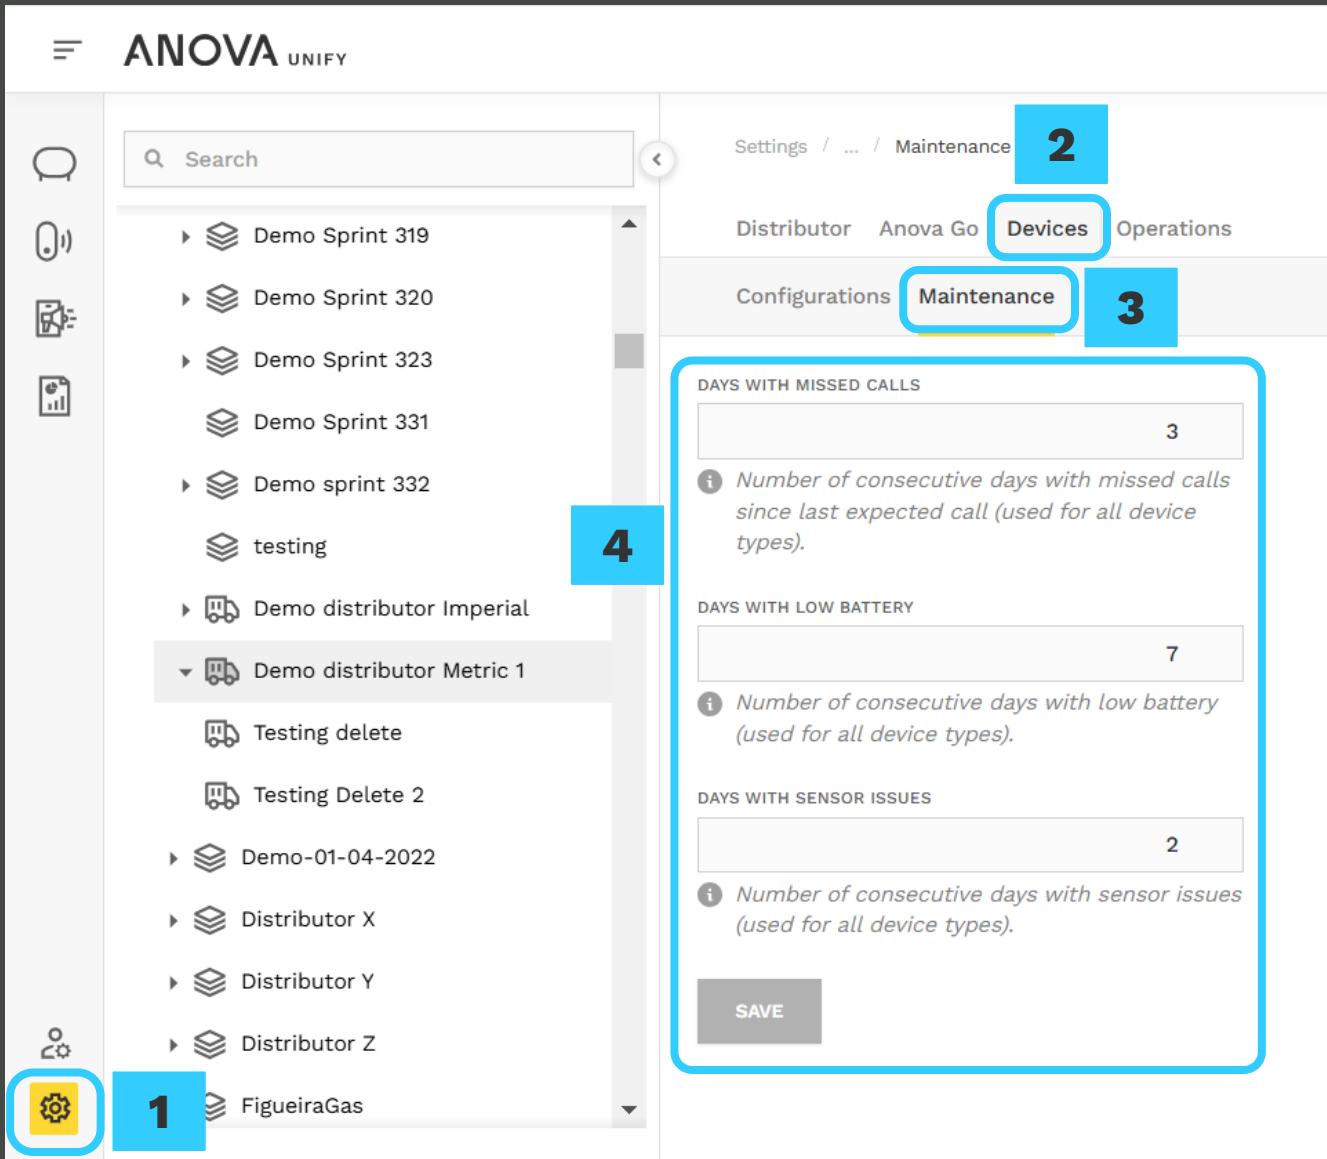 ANOVA UNIFY
Search
Demo Sprint 319
Demo Sprint 320
Demo Sprint 323
Demo Sprint 331
Demo sprint 332
testing
Demo distributor Imperial
Demo distributor Metric 1
Testing delete
Testing Delete 2
Demo-01-04-2022
Distributor X
Distributor Y
Distributor Z
FigueiraGas
1
Settings / ... / Maintenance
2
Distributor Anova Go Devices Operations
Configurations Maintenance
3
4
DAYS WITH MISSED CALLS
3
Number of consecutive days with missed calls
since last expected call (used for all device
types).
DAYS WITH LOW BATTERY
7
Number of consecutive days with low battery
(used for all device types).
DAYS WITH SENSOR ISSUES
2
Number of consecutive days with sensor issues
(used for all device types).
SAVE